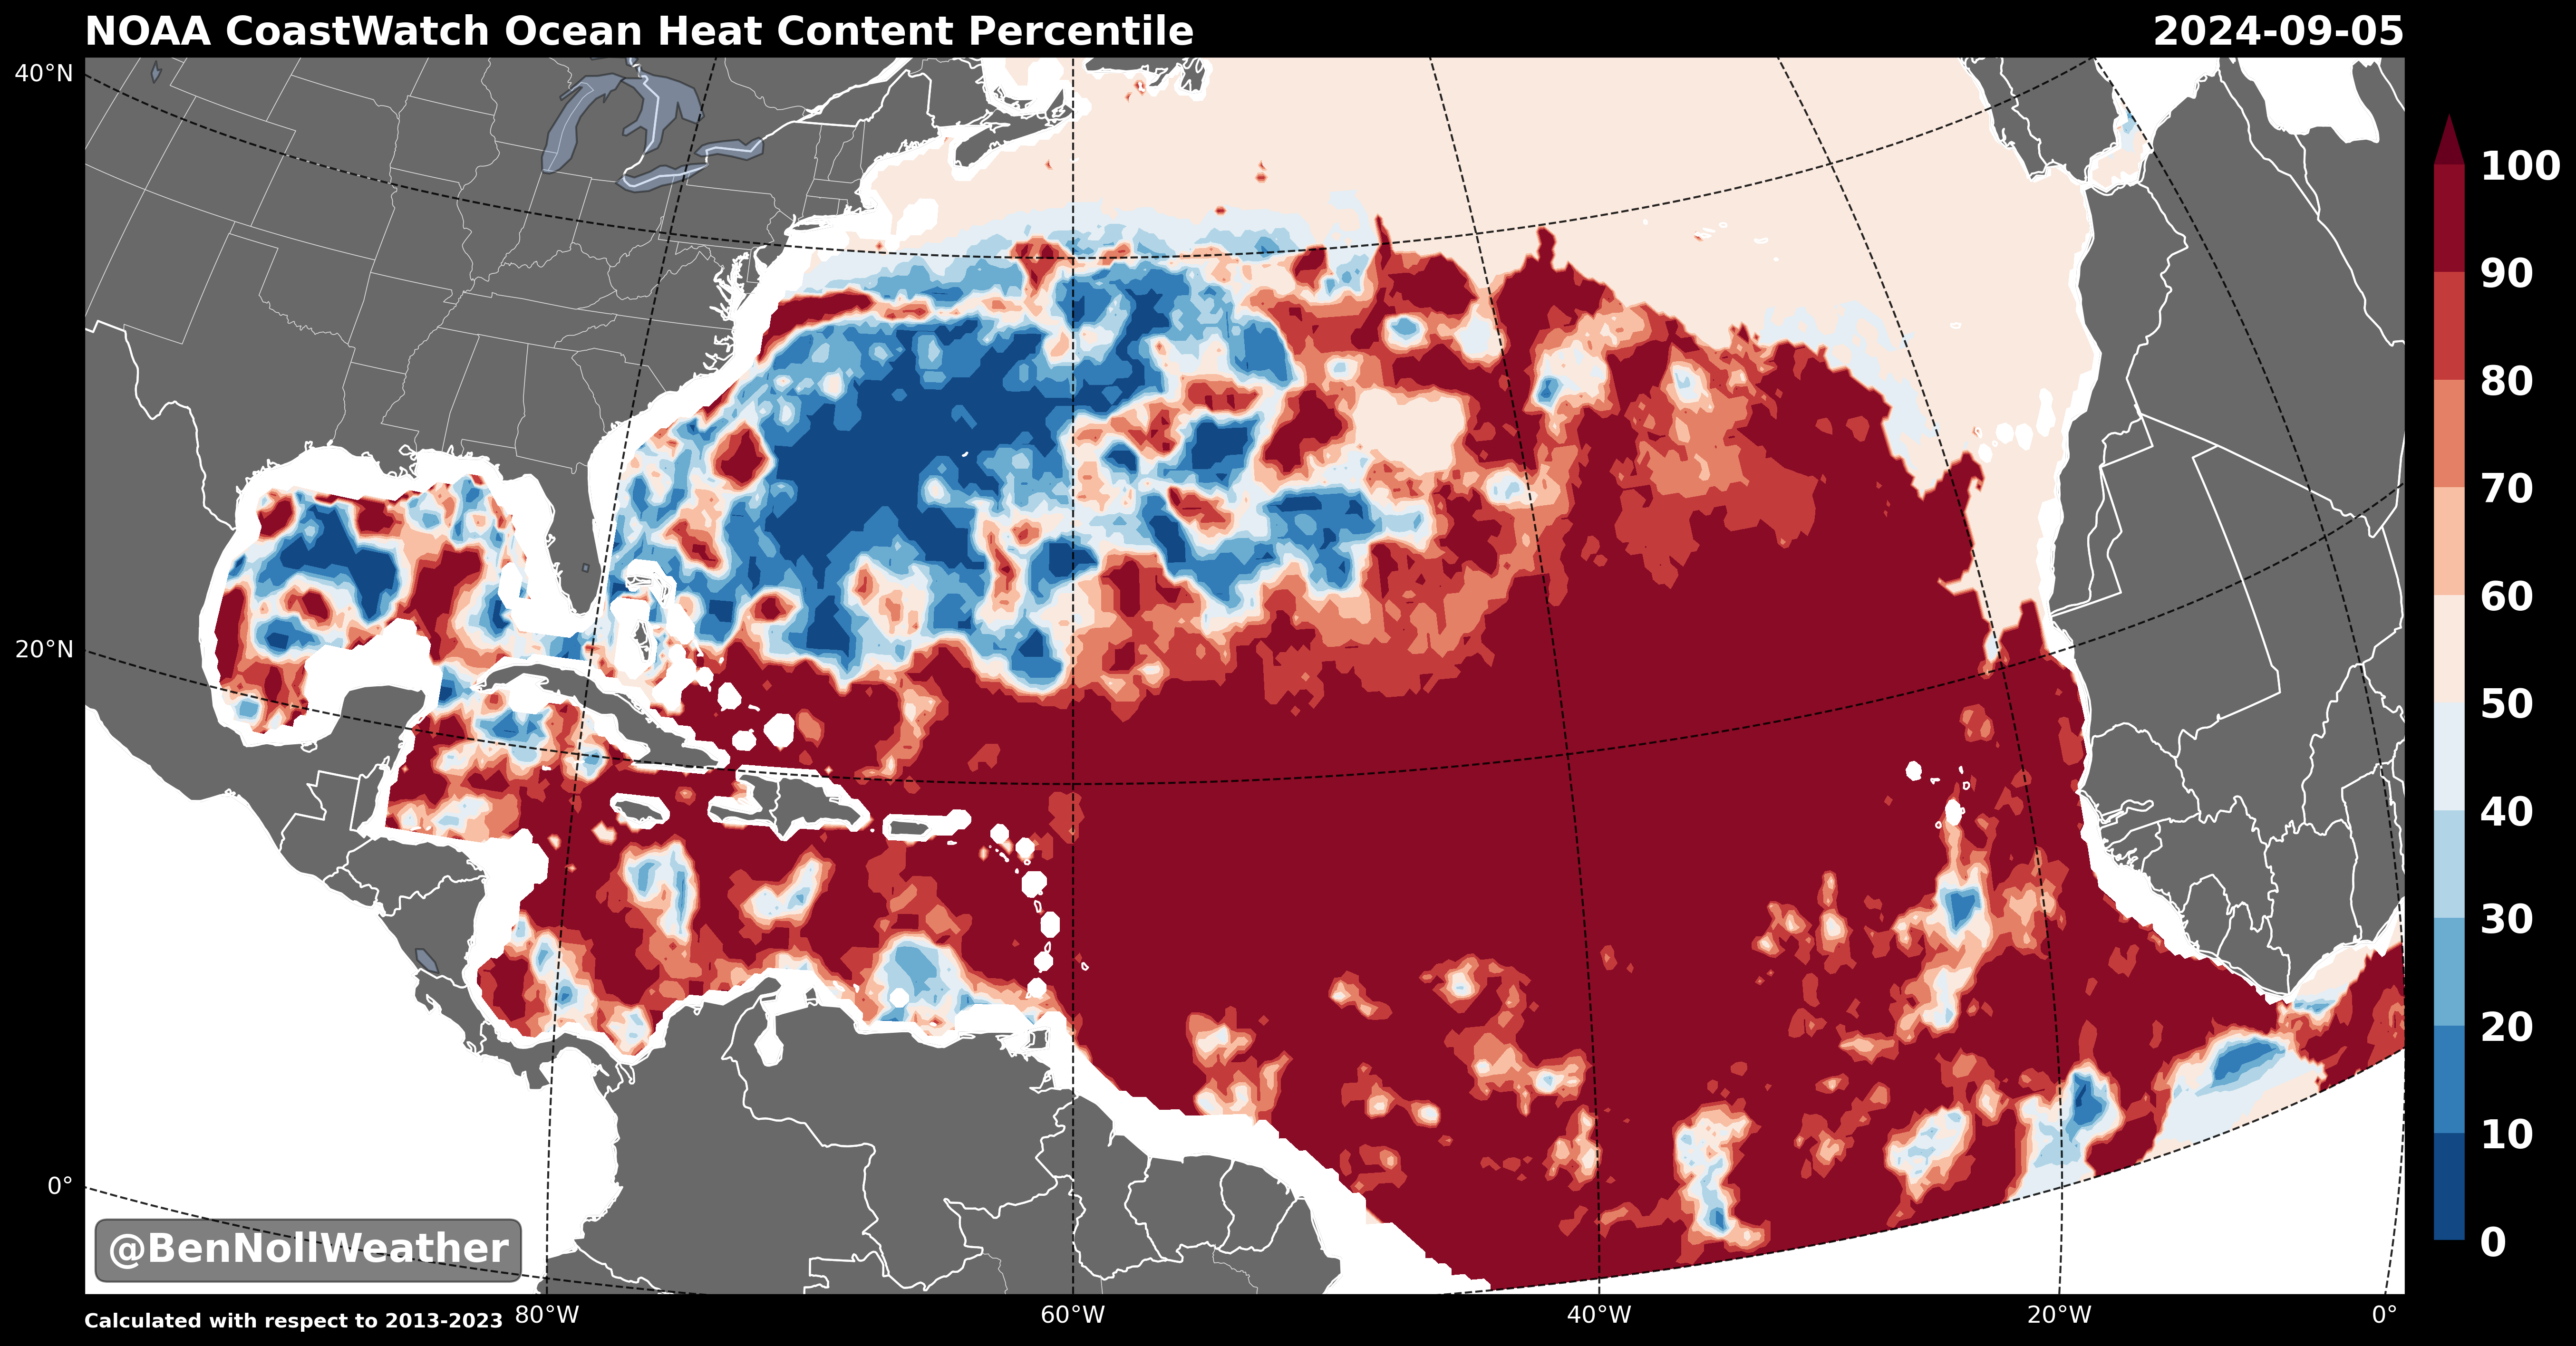 NOAA CoastWatch Ocean Heat Content Percentile
2024-09-05
40°N
20°N
0°
100
90
80
70
60
50
40
30
20
10
0
@BenNollWeather
Calculated with respect to 2013-2023
80°W
60°W
40°W
20°W
0°